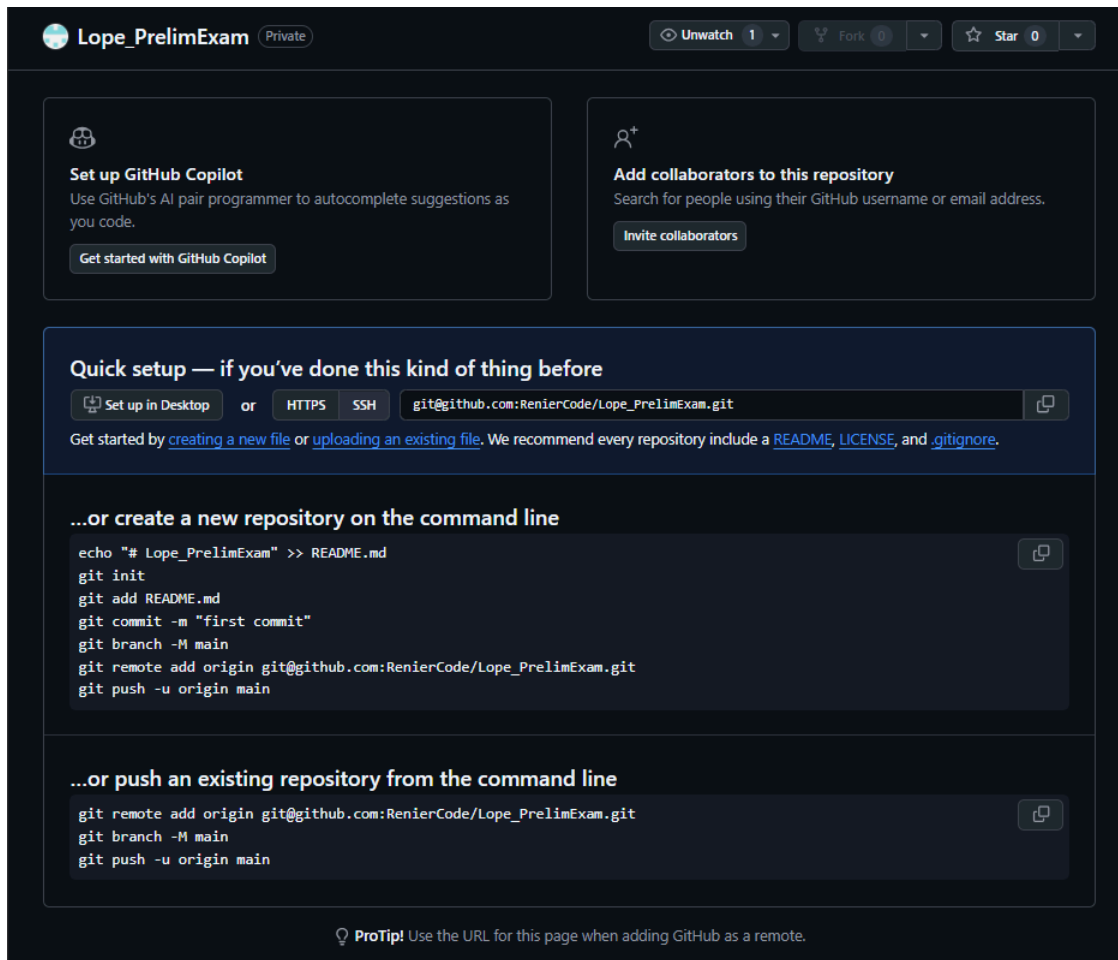 Lope_PrelimExam Private Unwatch 1 Fork 0 Star 0
Set up GitHub Copilot
Use GitHub's AI pair programmer to autocomplete suggestions as
you code.
Get started with GitHub Copilot
Add collaborators to this repository
Search for people using their GitHub username or email address.
Invite collaborators
Quick setup — if you’ve done this kind of thing before
Set up in Desktop or HTTPS SSH git@github.com:RenierCode/Lope_PrelimExam.git
Get started by creating a new file or uploading an existing file. We recommend every repository include a README, LICENSE, and .gitignore.
…or create a new repository on the command line
echo "# Lope_PrelimExam" >> README.md
git init
git add README.md
git commit -m "first commit"
git branch -M main
git remote add origin git@github.com:RenierCode/Lope_PrelimExam.git
git push -u origin main
…or push an existing repository from the command line
git remote add origin git@github.com:RenierCode/Lope_PrelimExam.git
git branch -M main
git push -u origin main
ProTip! Use the URL for this page when adding GitHub as a remote.